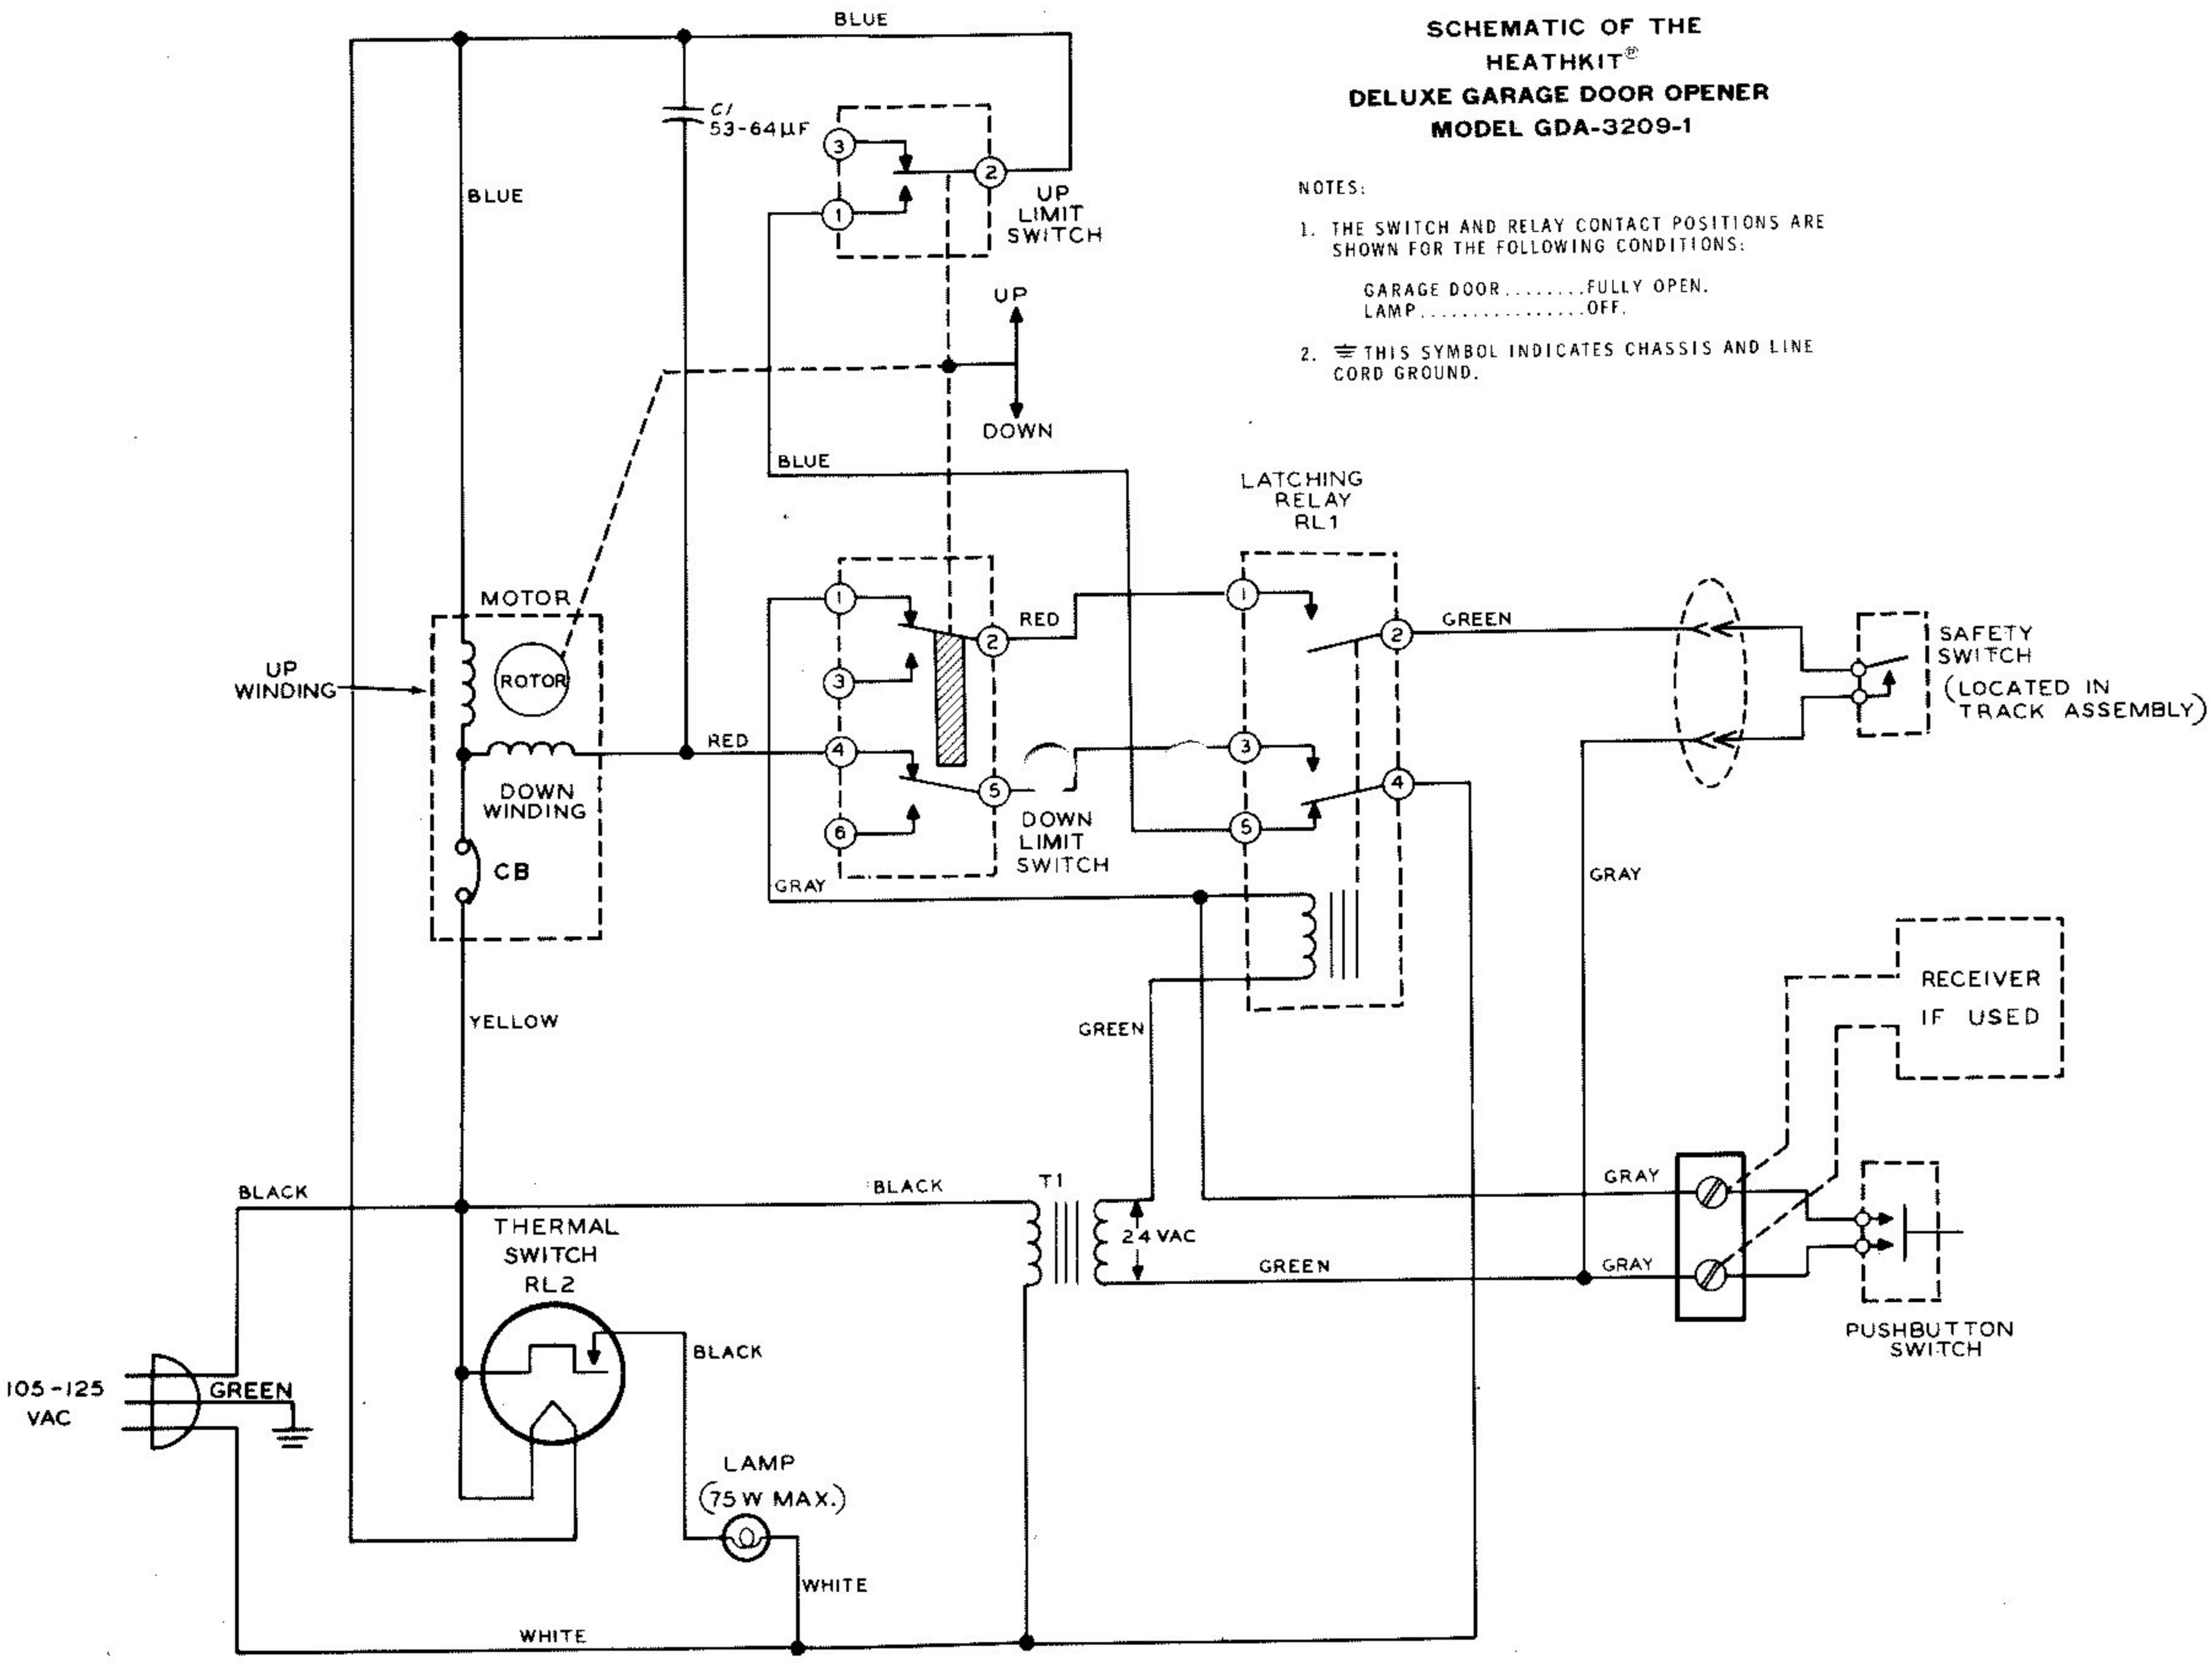 SCHEMATIC OF THE
HEATHKIT®
DELUXE GARAGE DOOR OPENER
MODEL GDA-3209-1
NOTES:
1. THE SWITCH AND RELAY CONTACT POSITIONS ARE
SHOWN FOR THE FOLLOWING CONDITIONS:
GARAGE DOOR........FULLY OPEN.
LAMP................OFF.
2. THIS SYMBOL INDICATES CHASSIS AND LINE
CORD GROUND.
BLUE
C1
53-64µF
3
2
1
UP
LIMIT
SWITCH
BLUE
UP
DOWN
BLUE
LATCHING
RELAY
RL1
MOTOR
ROTOR
UP
WINDING
DOWN
WINDING
CB
RED
1
2
3
4
5
6
RED
DOWN
LIMIT
SWITCH
1
2
3
4
5
GREEN
SAFETY
SWITCH
(LOCATED IN
TRACK ASSEMBLY)
GRAY
GRAY
RECEIVER
IF USED
YELLOW
GREEN
BLACK
BLACK
T1
24 VAC
GREEN
GRAY
GRAY
PUSHBUTTON
SWITCH
THERMAL
SWITCH
RL2
BLACK
105-125
VAC
GREEN
LAMP
(75W MAX.)
WHITE
WHITE